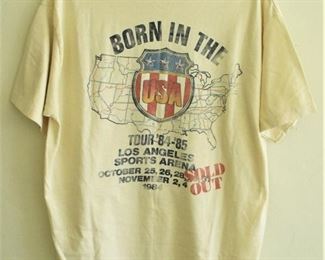 BORN IN THE
USA
TOUR '84-'85
LOS ANGELES
SPORTS ARENA
OCTOBER 25, 26, 28,
NOVEMBER 2, 4
1984
SOLD
OUT